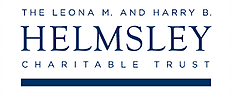 THE LEONA M. AND HARRY B.
HELMSLEY
CHARITABLE TRUST